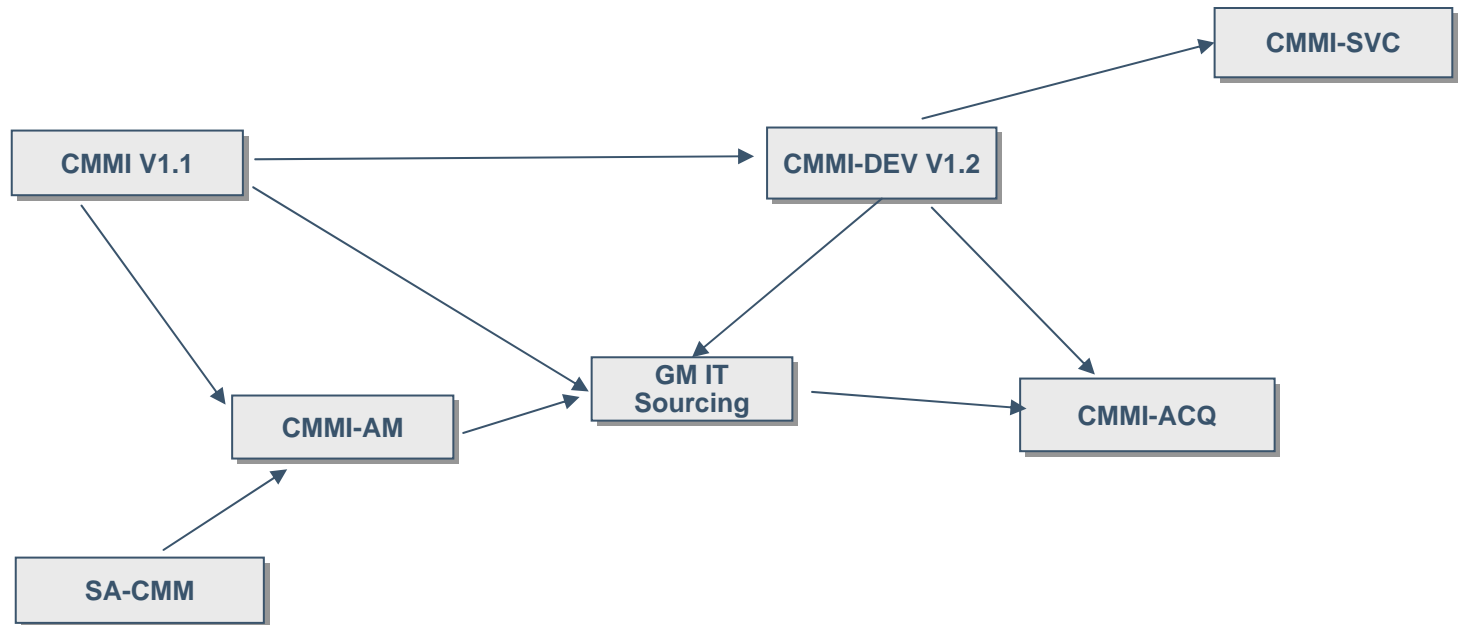 CMMI-SVC
CMMI V1.1
CMMI-DEV V1.2
GM IT
Sourcing
CMMI-AM
CMMI-ACQ
SA-CMM